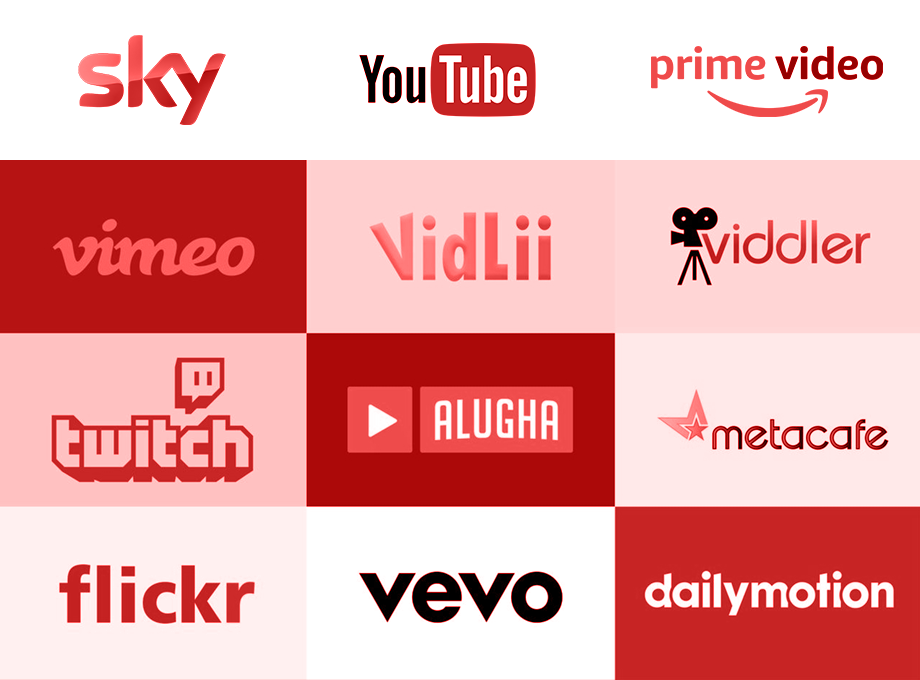 sky
YouTube
prime video
vimeo
VidLii
viddler
twitch
ALUGHA
metacafe
flickr
vevo
dailymotion